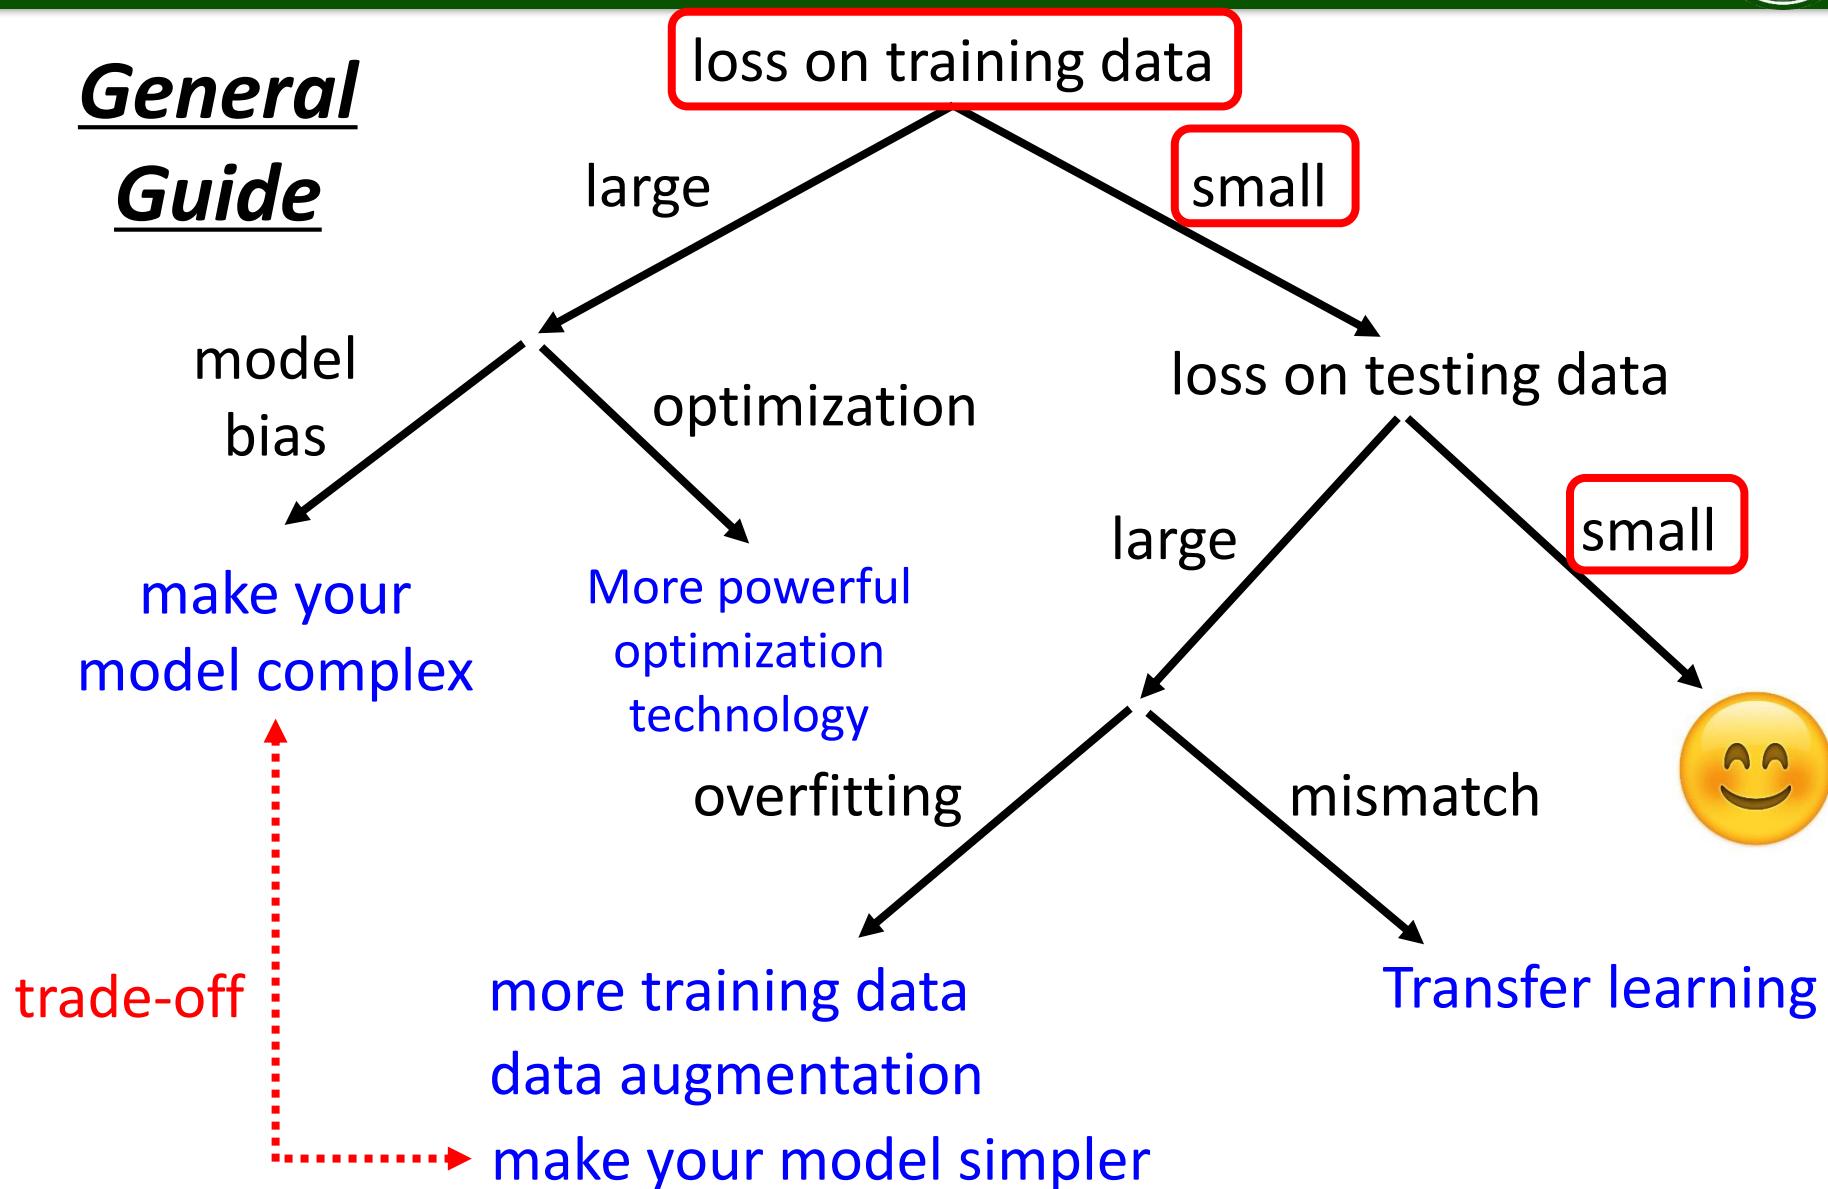 General
Guide
loss on training data
large
small
model
bias
optimization
loss on testing data
make your
model complex
More powerful
optimization
technology
large
small
overfitting
mismatch
trade-off
more training data
data augmentation
make your model simpler
Transfer learning